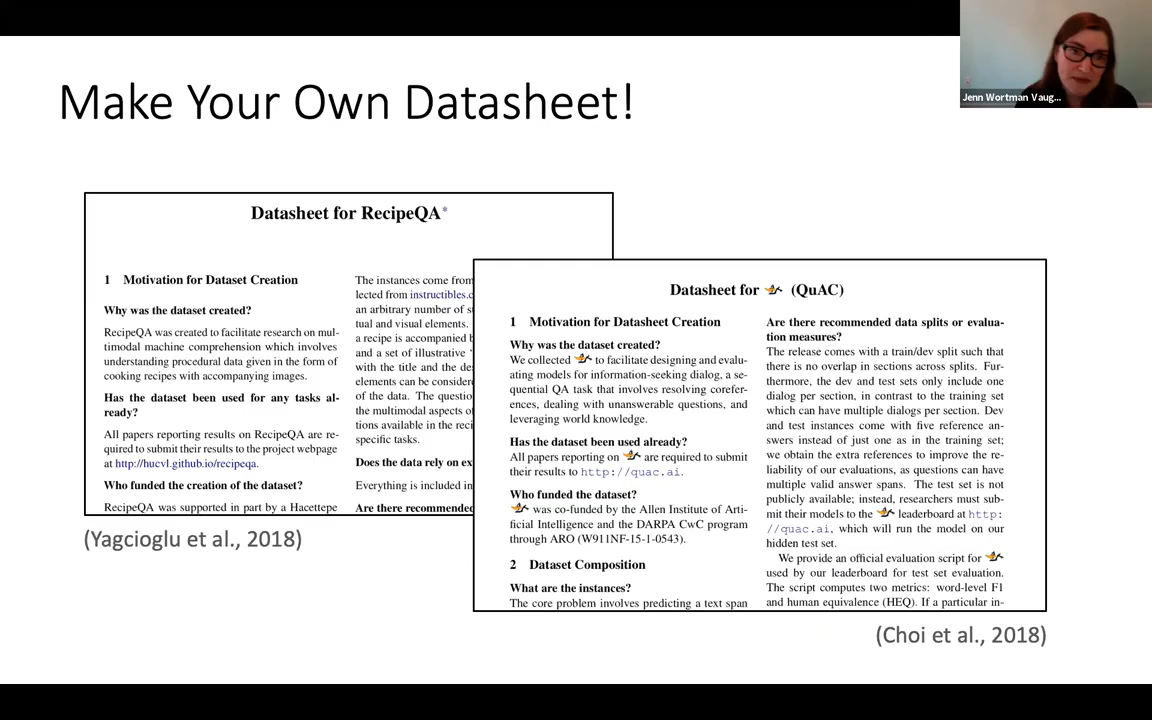 Make Your Own Datasheet!
Jenn Wortman Vaug...
Datasheet for RecipeQA*
1 Motivation for Dataset Creation
Why was the dataset created?
RecipeQA was created to facilitate research on mul-
timodal machine comprehension which involves
understanding procedural data given in the form of
cooking recipes with accompanying images.
Has the dataset been used for any tasks al-
ready?
All papers reporting results on RecipeQA are re-
quired to submit their results to the project webpage
at http://hucvl.github.io/recipeqa.
Who funded the creation of the dataset?
RecipeQA was supported in part by a Hacettepe
The instances come from
lected from instructibles.c
an arbitrary number of s
tual and visual elements.
a recipe is accompanied b
and a set of illustrative
with the title and the de
elements can be consider
of the data. The questio
the multimodal aspects of
tions available in the reci
specific tasks.
Does the data rely on ex
Everything is included in
Are there recommended
(Yagcioglu et al., 2018)
Datasheet for (QuAC)
1 Motivation for Datasheet Creation
Why was the dataset created?
We collected to facilitate designing and evalu-
ating models for information-seeking dialog, a se-
quential QA task that involves resolving corefer-
ences, dealing with unanswerable questions, and
leveraging world knowledge.
Has the dataset been used already?
All papers reporting on are required to submit
their results to http://quac.ai.
Who funded the dataset?
was co-funded by the Allen Institute of Arti-
ficial Intelligence and the DARPA CwC program
through ARO (W911NF-15-1-0543).
2 Dataset Composition
What are the instances?
The core problem involves predicting a text span
Are there recommended data splits or evalua-
tion measures?
The release comes with a train/dev split such that
there is no overlap in sections across splits. Fur-
thermore, the dev and test sets only include one
dialog per section, in contrast to the training set
which can have multiple dialogs per section. Dev
and test instances come with five reference an-
swers instead of just one as in the training set;
we obtain the extra references to improve the re-
liability of our evaluations, as questions can have
multiple valid answer spans. The test set is not
publicly available; instead, researchers must sub-
mit their models to the leaderboard at http:
//quac.ai, which will run the model on our
hidden test set.
We provide an official evaluation script for
used by our leaderboard for test set evaluation.
The script computes two metrics: word-level F1
and human equivalence (HEQ). If a particular in-
(Choi et al., 2018)